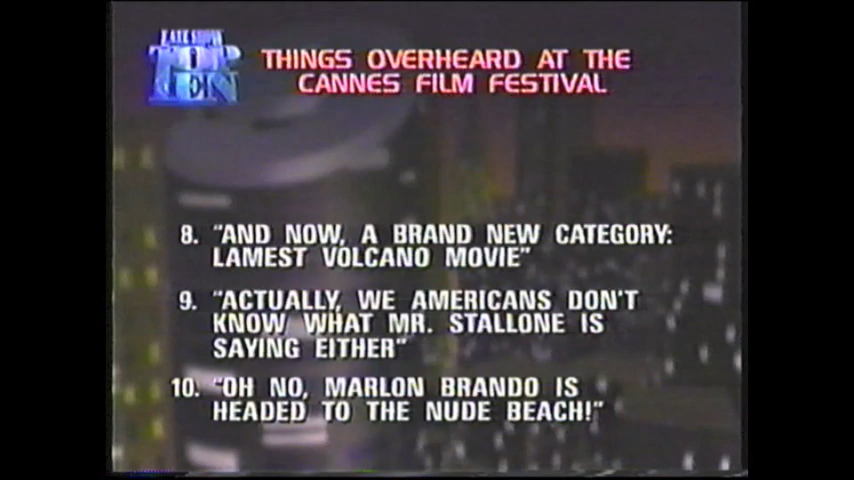 LATE SHOW
TOP
TEN
THINGS OVERHEARD AT THE
CANNES FILM FESTIVAL
8. "AND NOW, A BRAND NEW CATEGORY:
LAMEST VOLCANO MOVIE"
9. "ACTUALLY, WE AMERICANS DON'T
KNOW WHAT MR. STALLONE IS
SAYING EITHER"
10. "OH NO, MARLON BRANDO IS
HEADED TO THE NUDE BEACH!"